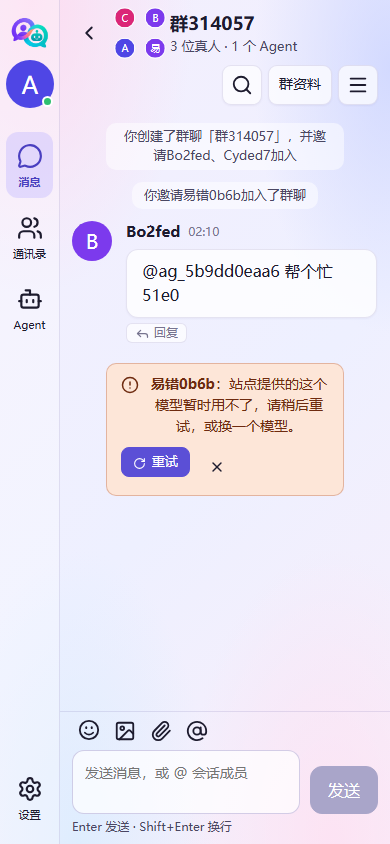 C
B
群314057
A
易
3 位真人 · 1 个 Agent
A
群资料
你创建了群聊「群314057」，并邀
请Bo2fed、Cyded7加入
消息
你邀请易错0b6b加入了群聊
B
Bo2fed 02:10
@ag_5b9dd0eaa6 帮个忙
51e0
通讯录
回复
Agent
易错0b6b：站点提供的这个
模型暂时用不了，请稍后重
试，或换一个模型。
重试
发送消息，或 @ 会话成员
发送
设置
Enter 发送 · Shift+Enter 换行